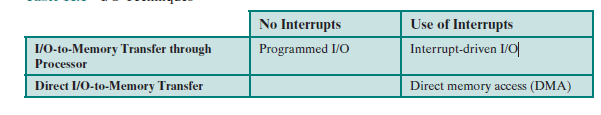 No Interrupts Use of Interrupts
I/O-to-Memory Transfer through Programmed I/O Interrupt-driven I/O
Processor
Direct I/O-to-Memory Transfer Direct memory access (DMA)